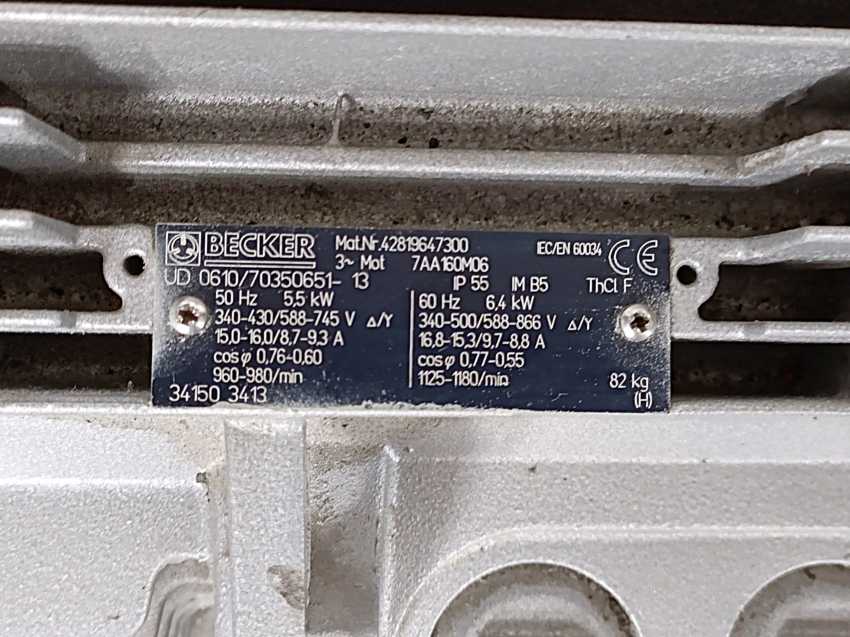 BECKER Mat.Nr.42819647300 IEC/EN 60034 CE
3~ Mot 7AA160M06
UD 0610/70350651- 13 IP 55 IM B5 ThCl F
50 Hz 5,5 kW 60 Hz 6,4 kW
340-430/588-745 V Δ/Y 340-500/588-866 V Δ/Y
15,0-16,0/8,7-9,3 A 16,8-15,3/9,7-8,8 A
cos φ 0,76-0,60 cos φ 0,77-0,55
960-980/min 1125-1180/min 82 kg
34150 3413 (H)